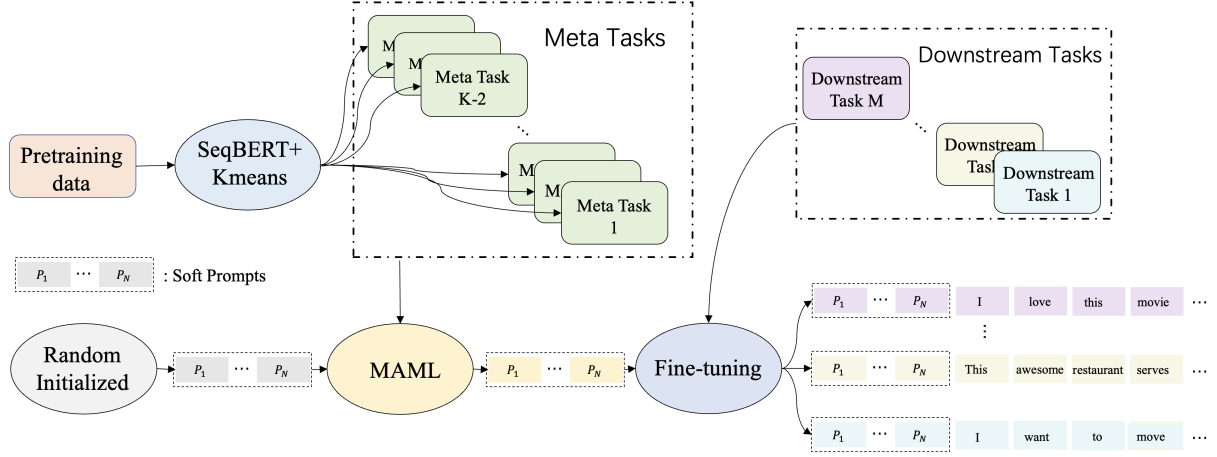 Meta Tasks
M
M
Meta Task
K-2
...
M
M
Meta Task
1
Downstream Tasks
Downstream
Task M
...
Downstream
Downstream
Task 1
Pretraining
data
SeqBERT+
Kmeans
P1 ... PN : Soft Prompts
Random
Initialized
P1 ... PN
MAML
P1 ... PN
Fine-tuning
P1 ... PN I love this movie ...
...
P1 ... PN This awesome restaurant serves ...
P1 ... PN I want to move ...